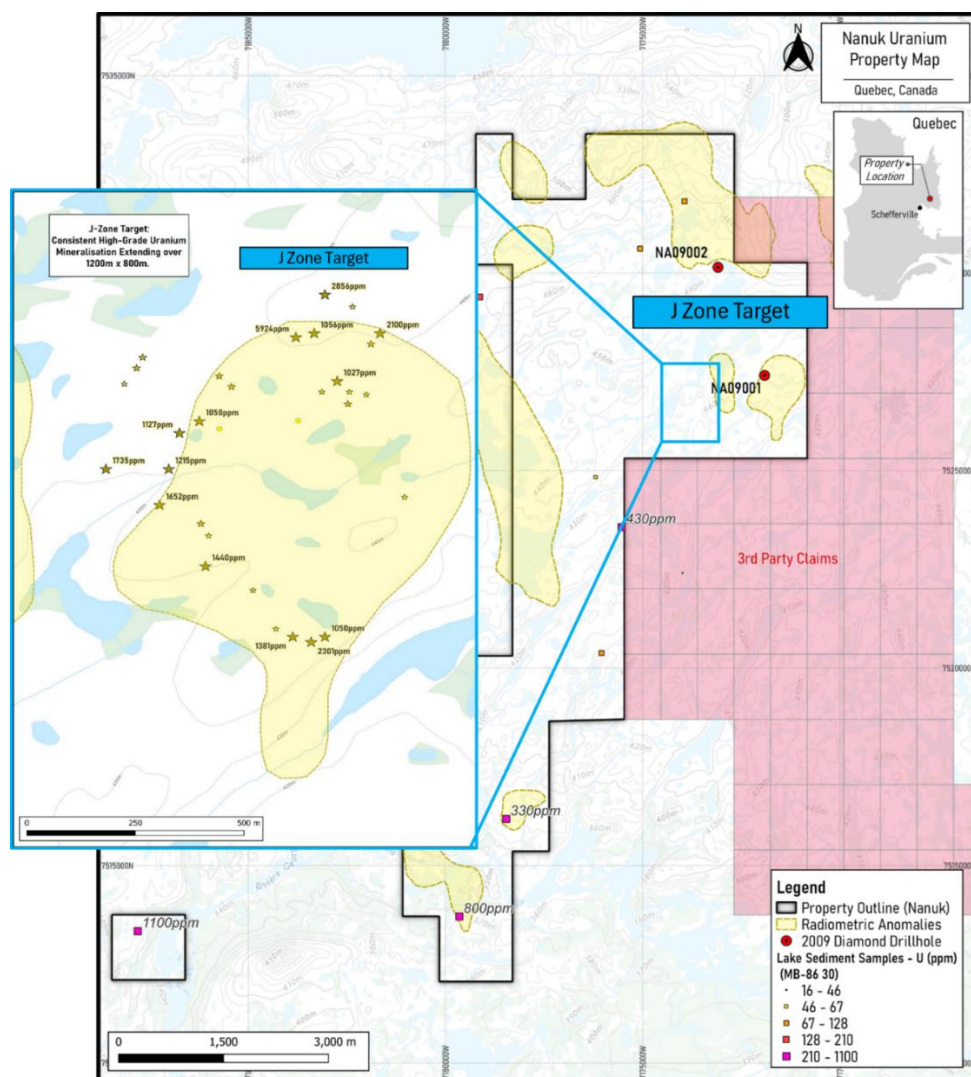 Nanuk Uranium
Property Map
Quebec, Canada
N
Quebec
Property
Location
Schefferville
7185000N
7180000N
7175000N
7535000N
J-Zone Target:
Consistent High-Grade Uranium
Mineralisation Extending over
1200m x 800m.
J Zone Target
2856ppm
5924ppm
1056ppm
2100ppm
1027ppm
1050ppm
1127ppm
1735ppm
1215ppm
1652ppm
1440ppm
1050ppm
1381ppm
2301ppm
0
250
500 m
NA09002
J Zone Target
NA09001
7525000N
430ppm
3rd Party Claims
7520000N
330ppm
7515000N
800ppm
1100ppm
0
1,500
3,000 m
Legend
Property Outline (Nanuk)
Radiometric Anomalies
2009 Diamond Drillhole
Lake Sediment Samples - U (ppm)
(MB-86 30)
16 - 46
46 - 67
67 - 128
128 - 210
210 - 1100